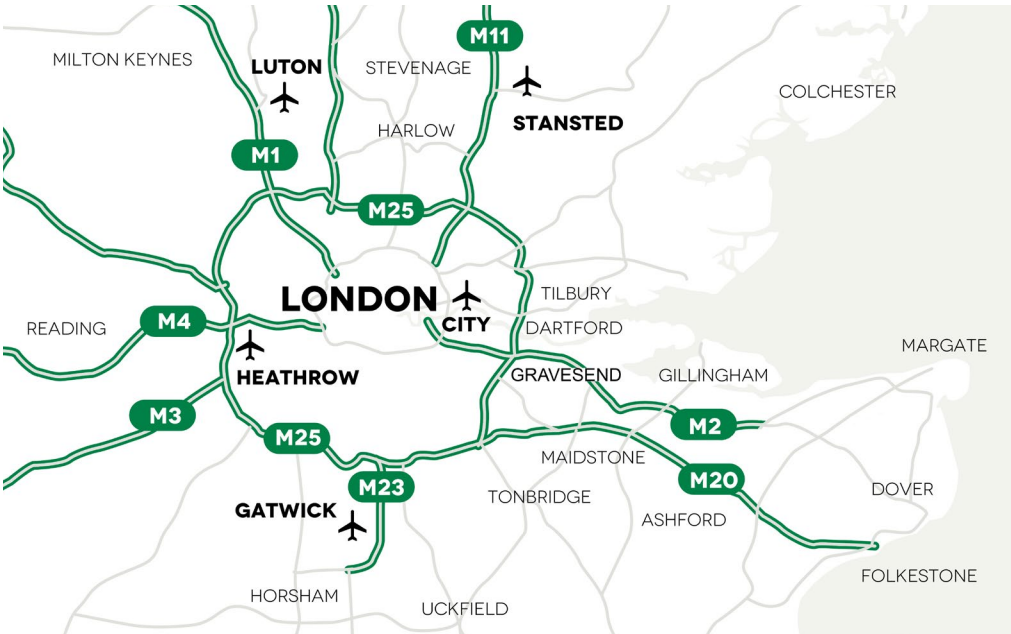 M11
MILTON KEYNES
LUTON
STEVENAGE
COLCHESTER
STANSTED
HARLOW
M1
M25
LONDON
TILBURY
CITY
M4
READING
DARTFORD
MARGATE
HEATHROW
GRAVESEND
GILLINGHAM
M3
M25
M2
MAIDSTONE
M23
M20
DOVER
TONBRIDGE
GATWICK
ASHFORD
FOLKESTONE
HORSHAM
UCKFIELD